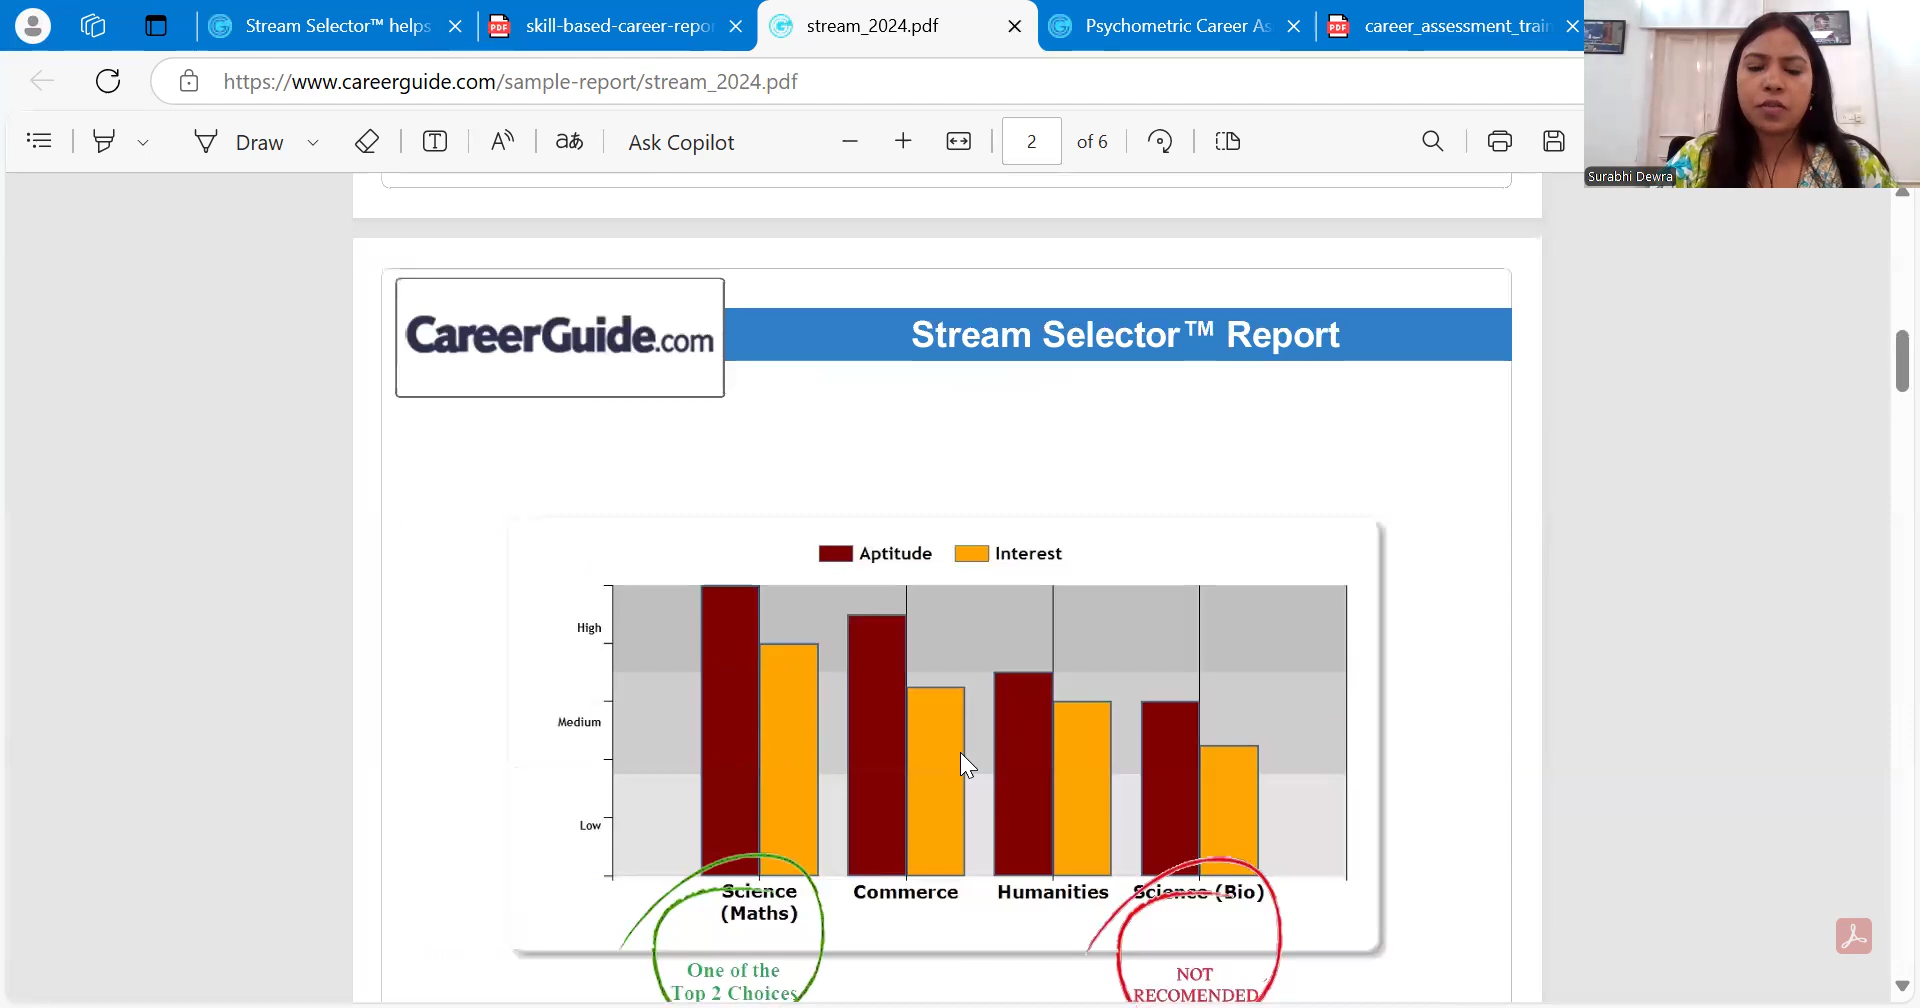 Stream Selector™ helps
skill-based-career-repo
stream_2024.pdf
Psychometric Career As
career_assessment_train
https://www.careerguide.com/sample-report/stream_2024.pdf
Draw
Ask Copilot
2
of 6
Surabhi Dewra
CareerGuide.com
Stream Selector™ Report
Aptitude
Interest
High
Medium
Low
Science
(Maths)
Commerce
Humanities
Science (Bio)
One of the
Top 2 Choices
NOT
RECOMENDED